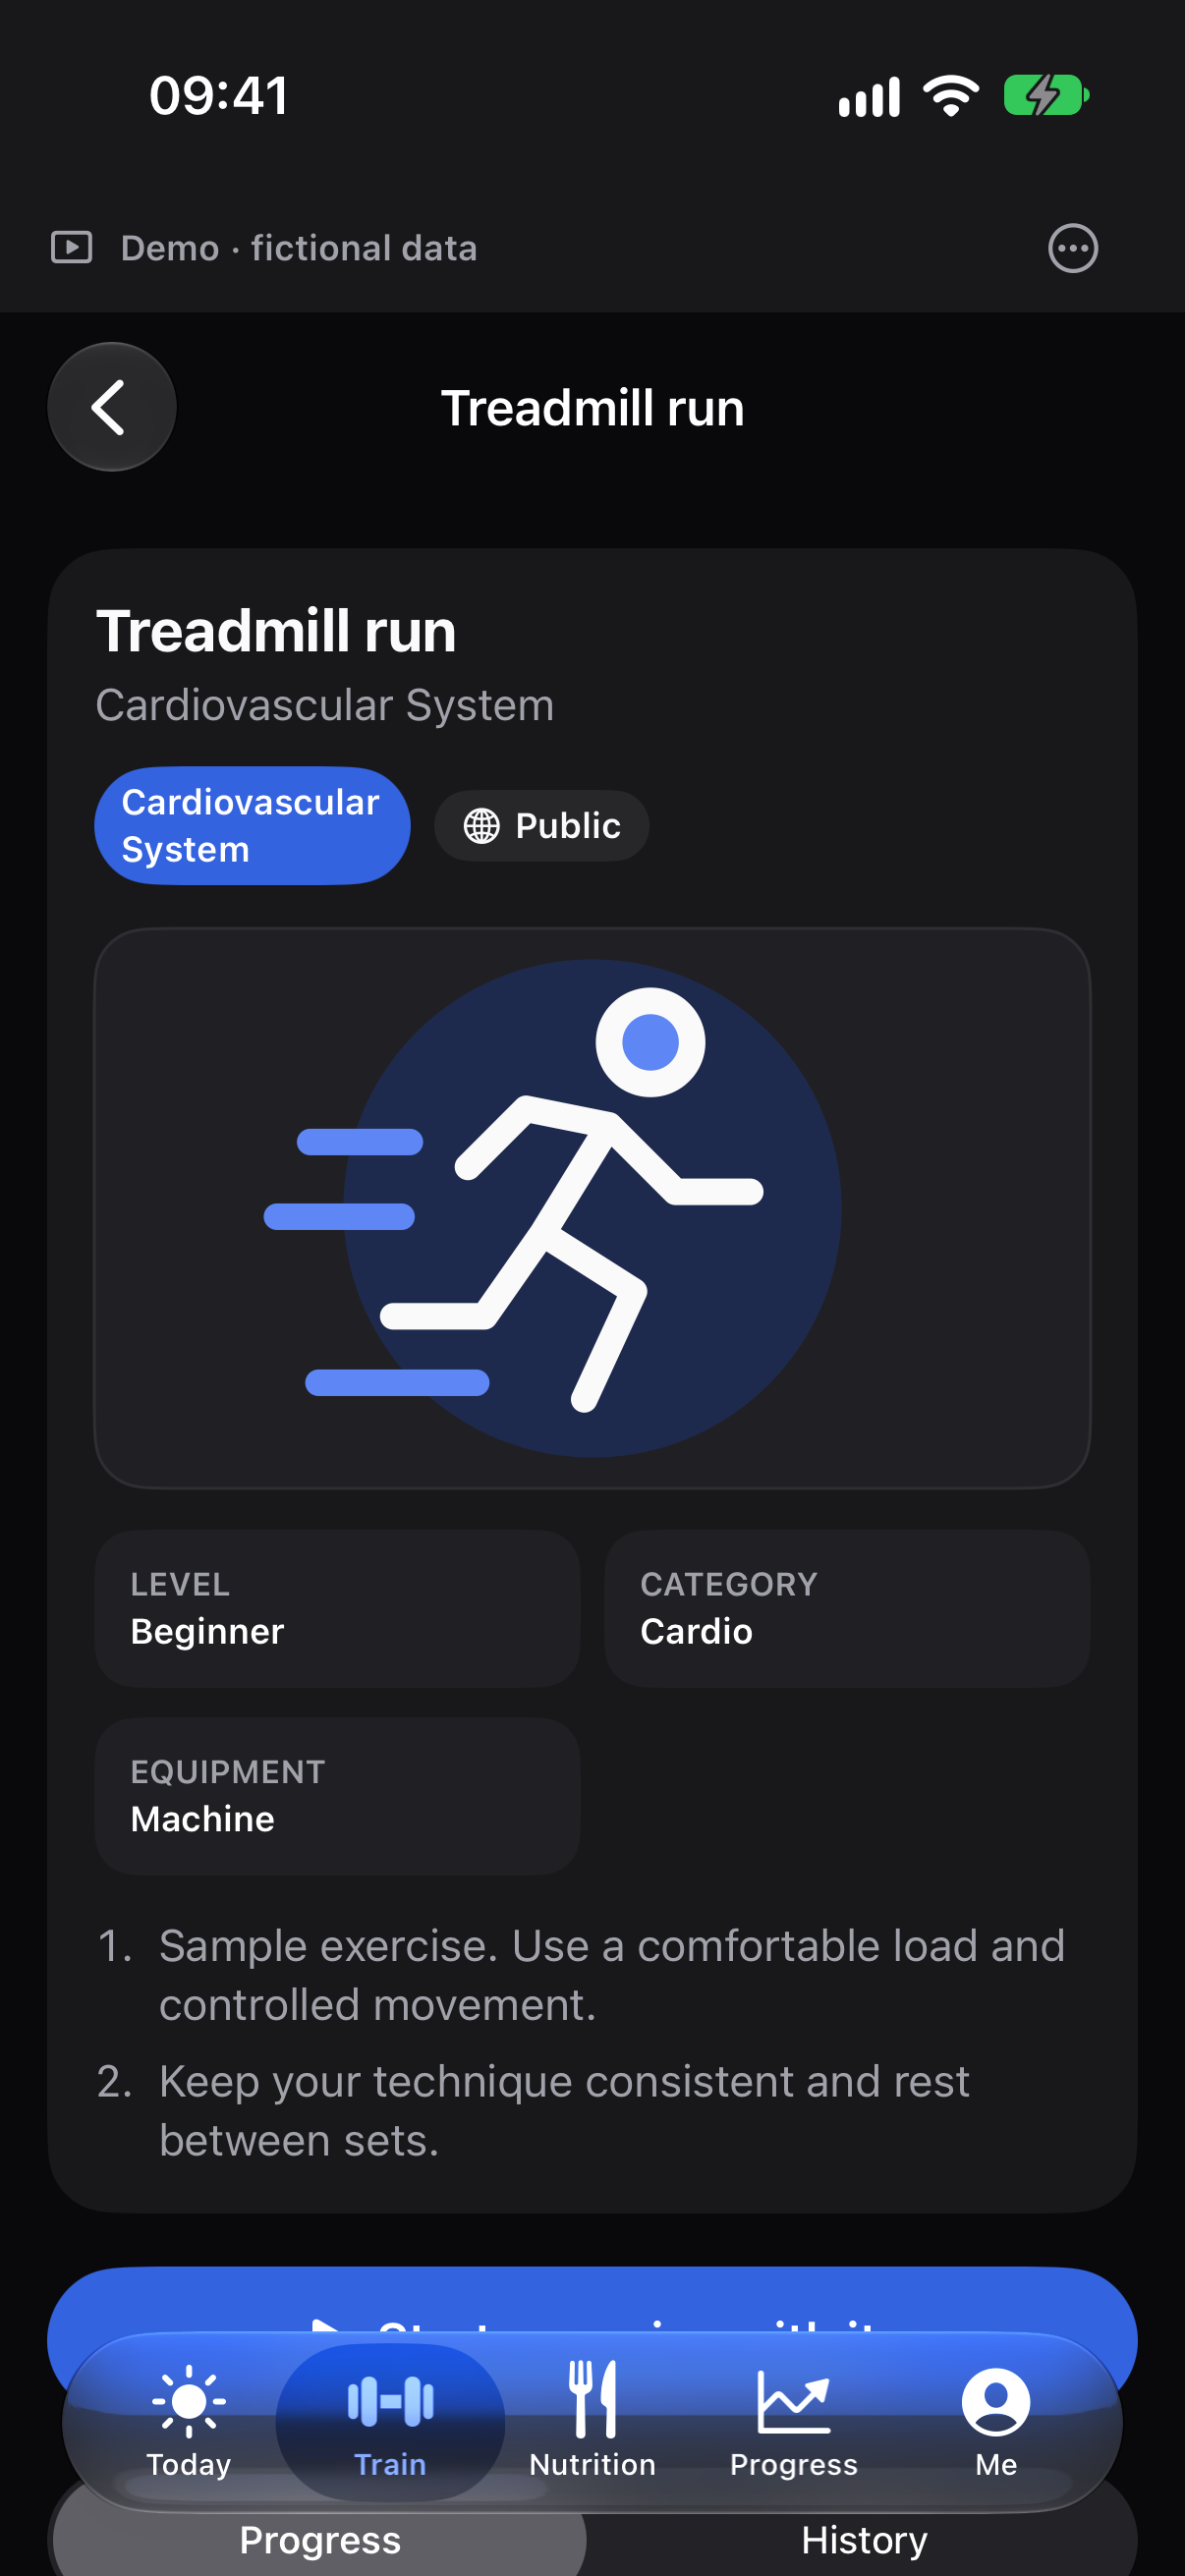 09:41
Demo · fictional data
Treadmill run
Treadmill run
Cardiovascular System
Cardiovascular
System
Public
LEVEL
Beginner
CATEGORY
Cardio
EQUIPMENT
Machine
1. Sample exercise. Use a comfortable load and
controlled movement.
2. Keep your technique consistent and rest
between sets.
Today
Train
Nutrition
Progress
Me
Progress
History